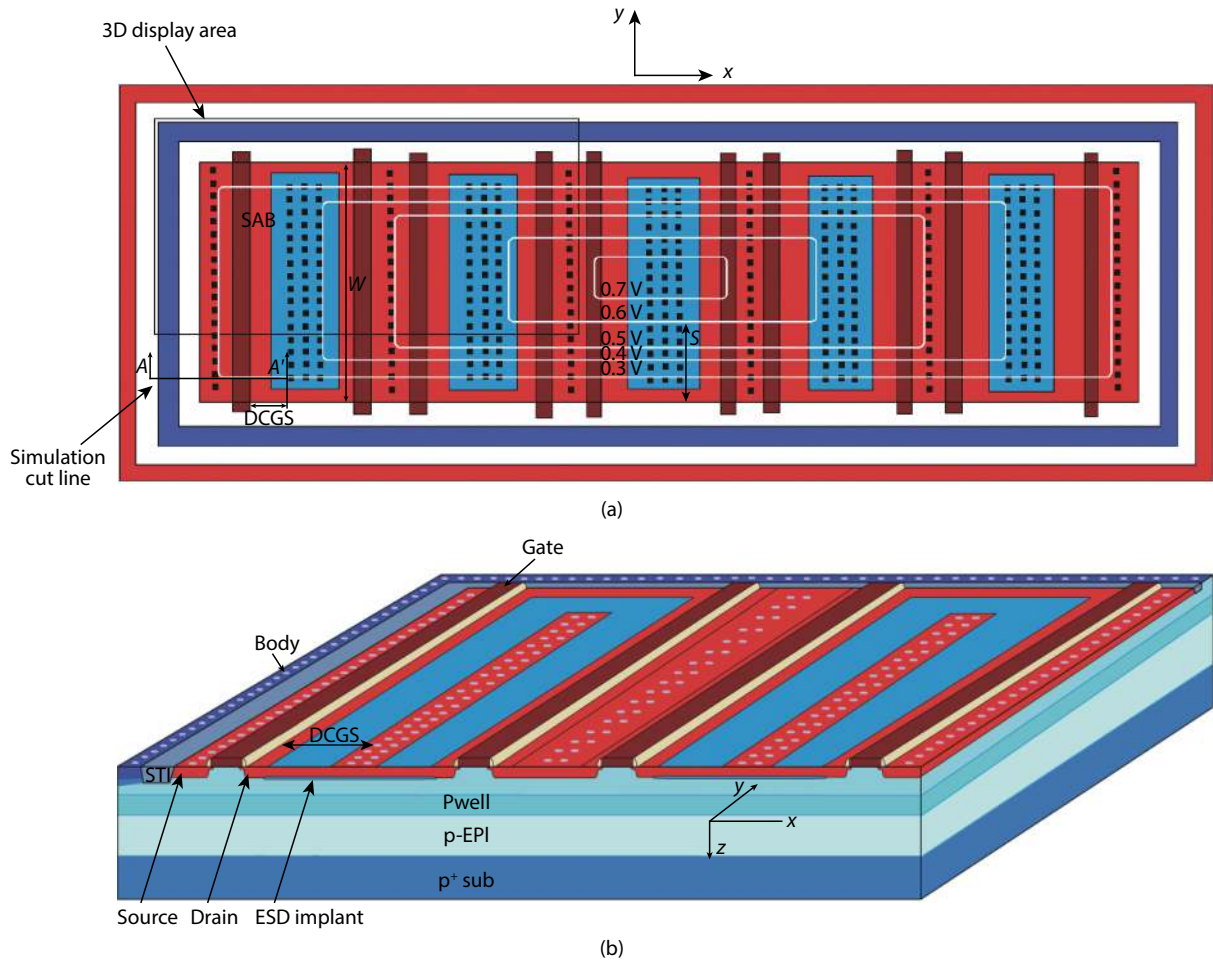 y
3D display area
x
SAB
W
0.7 V
0.6 V
0.5 V
S
0.4 V
0.3 V
A
A'
DCGS
Simulation
cut line
(a)
Gate
Body
DCGS
STI
Pwell
y
x
p-EPI
z
p+ sub
Source
Drain
ESD implant
(b)